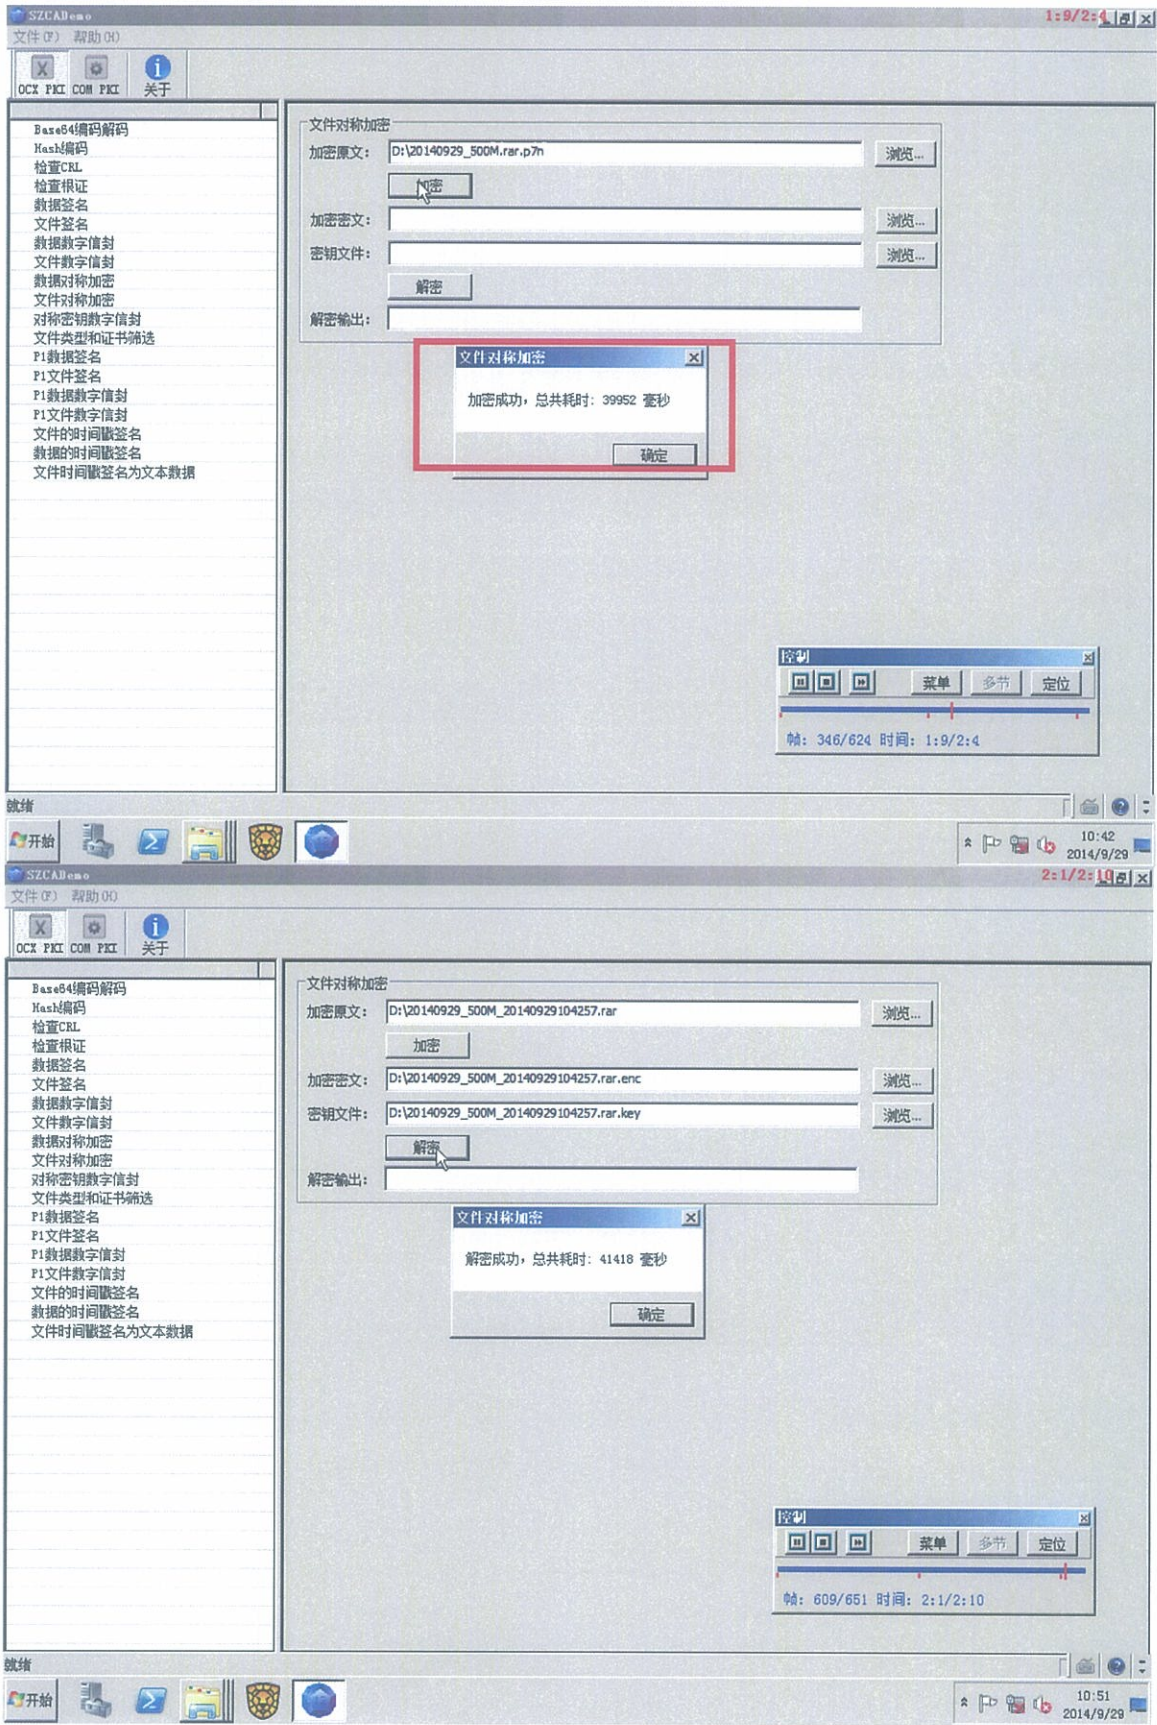 SZCADemo
1:9/2:4
文件(F) 帮助(H)
OCX PKI COM PKI 关于
Base64编码解码
Hash编码
检查CRL
检查根证
数据签名
文件签名
数据数字信封
文件数字信封
数据对称加密
文件对称加密
对称密钥数字信封
文件类型和证书筛选
P1数据签名
P1文件签名
P1数据数字信封
P1文件数字信封
文件的时间戳签名
数据的时间戳签名
文件时间戳签名为文本数据
文件对称加密
加密原文: D:\20140929_500M.rar.p7n 浏览...
加密
加密密文: 浏览...
密钥文件: 浏览...
解密
解密输出:
文件对称加密
加密成功，总共耗时: 39952 毫秒
确定
控制
菜单 多节 定位
帧: 346/624 时间: 1:9/2:4
就绪
开始
10:42
2014/9/29
SZCADemo
2:1/2:10
文件(F) 帮助(H)
OCX PKI COM PKI 关于
Base64编码解码
Hash编码
检查CRL
检查根证
数据签名
文件签名
数据数字信封
文件数字信封
数据对称加密
文件对称加密
对称密钥数字信封
文件类型和证书筛选
P1数据签名
P1文件签名
P1数据数字信封
P1文件数字信封
文件的时间戳签名
数据的时间戳签名
文件时间戳签名为文本数据
文件对称加密
加密原文: D:\20140929_500M_20140929104257.rar 浏览...
加密
加密密文: D:\20140929_500M_20140929104257.rar.enc 浏览...
密钥文件: D:\20140929_500M_20140929104257.rar.key 浏览...
解密
解密输出:
文件对称加密
解密成功，总共耗时: 41418 毫秒
确定
控制
菜单 多节 定位
帧: 609/651 时间: 2:1/2:10
就绪
开始
10:51
2014/9/29